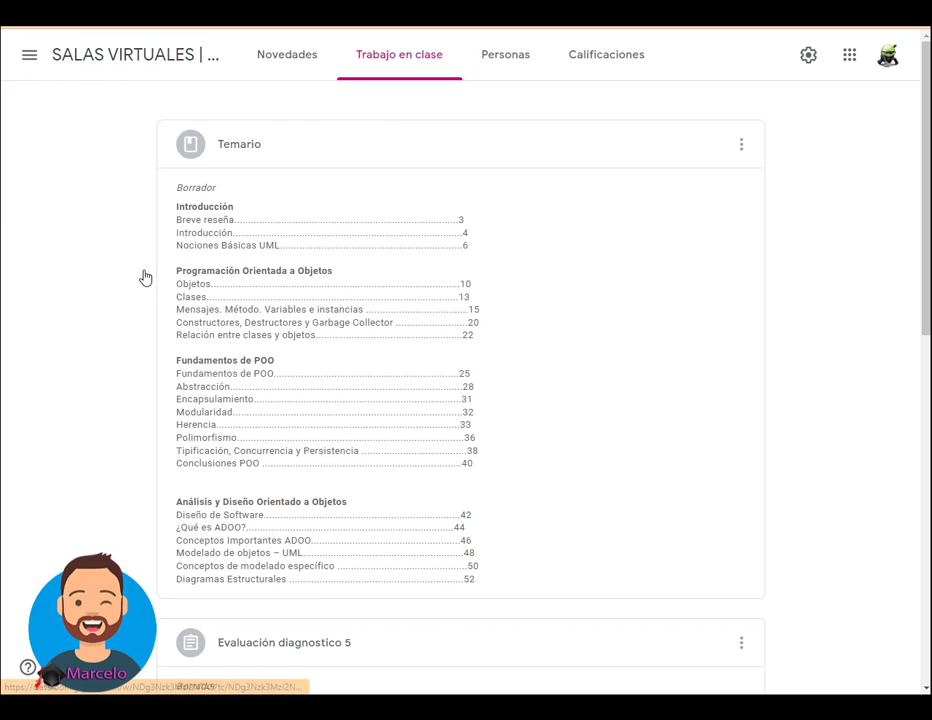 SALAS VIRTUALES | ...
Novedades
Trabajo en clase
Personas
Calificaciones
Temario
Borrador
Introducción
Breve reseña..........................................................................3
Introducción............................................................................4
Nociones Básicas UML............................................................6
Programación Orientada a Objetos
Objetos...................................................................................10
Clases....................................................................................13
Mensajes. Método. Variables e instancias ......................................15
Constructores, Destructores y Garbage Collector ........................20
Relación entre clases y objetos................................................22
Fundamentos de POO
Fundamentos de POO............................................................25
Abstracción..............................................................................28
Encapsulamiento.....................................................................31
Modularidad............................................................................32
Herencia..................................................................................33
Polimorfismo...........................................................................36
Tipificación, Concurrencia y Persistencia ...................................38
Conclusiones POO ..................................................................40
Análisis y Diseño Orientado a Objetos
Diseño de Software.................................................................42
¿Qué es ADOO?.....................................................................44
Conceptos Importantes ADOO..................................................46
Modelado de objetos – UML.....................................................48
Conceptos de modelado específico ..........................................50
Diagramas Estructurales ..........................................................52
Evaluación diagnostico 5
Marcelo